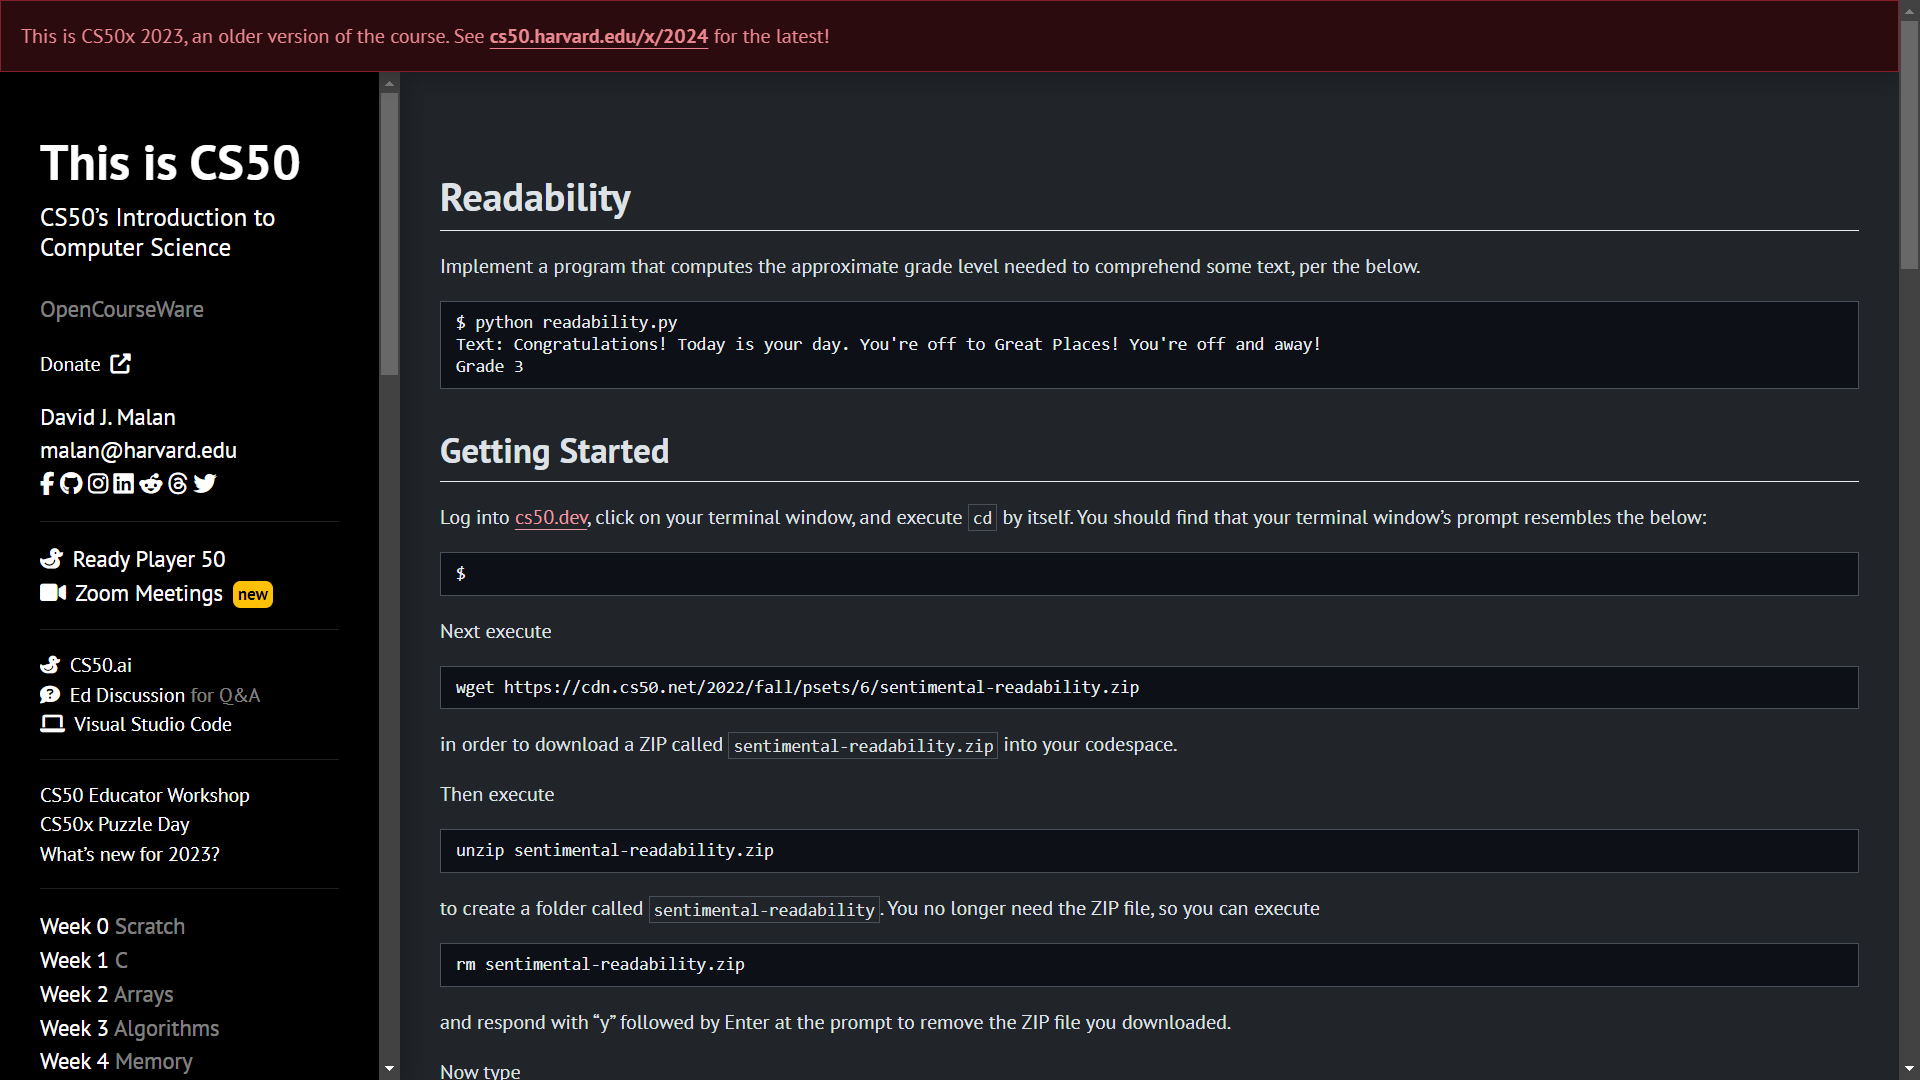 This is CS50x 2023, an older version of the course. See cs50.harvard.edu/x/2024 for the latest!
This is CS50
CS50’s Introduction to
Computer Science
OpenCourseWare
Donate
David J. Malan
malan@harvard.edu
Ready Player 50
Zoom Meetings new
CS50.ai
Ed Discussion for Q&A
Visual Studio Code
CS50 Educator Workshop
CS50x Puzzle Day
What’s new for 2023?
Week 0 Scratch
Week 1 C
Week 2 Arrays
Week 3 Algorithms
Week 4 Memory
Readability
Implement a program that computes the approximate grade level needed to comprehend some text, per the below.
$ python readability.py
Text: Congratulations! Today is your day. You're off to Great Places! You're off and away!
Grade 3
Getting Started
Log into cs50.dev, click on your terminal window, and execute cd by itself. You should find that your terminal window’s prompt resembles the below:
$
Next execute
wget https://cdn.cs50.net/2022/fall/psets/6/sentimental-readability.zip
in order to download a ZIP called sentimental-readability.zip into your codespace.
Then execute
unzip sentimental-readability.zip
to create a folder called sentimental-readability. You no longer need the ZIP file, so you can execute
rm sentimental-readability.zip
and respond with “y” followed by Enter at the prompt to remove the ZIP file you downloaded.
Now type